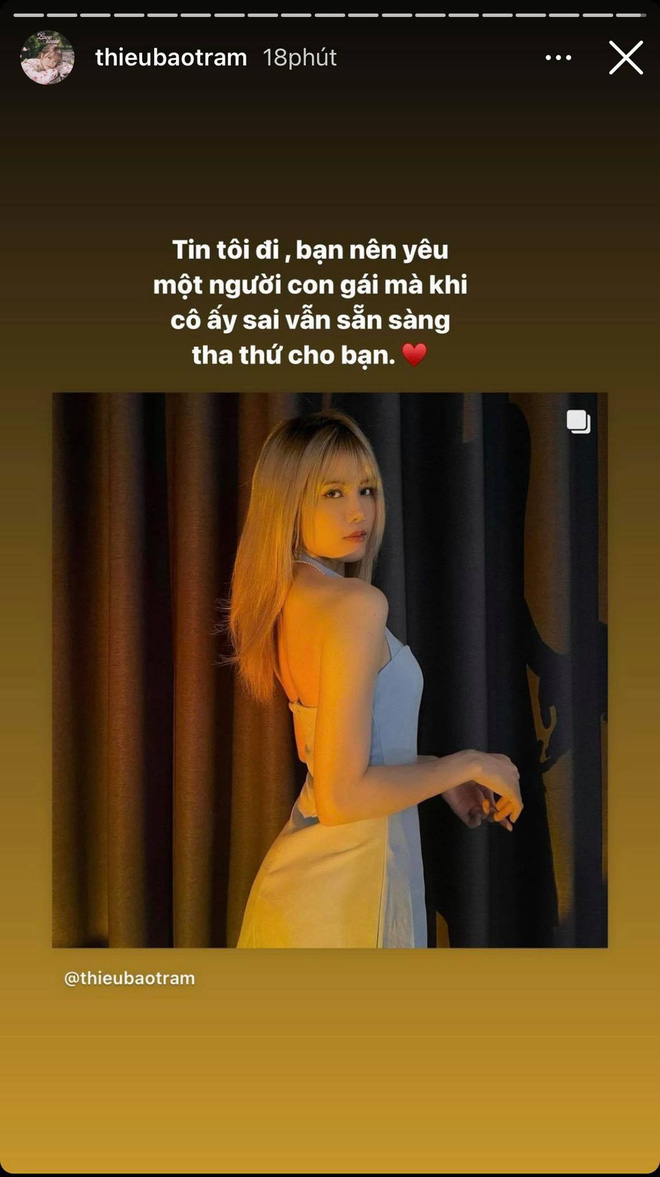 thieubaotram 18phút
Tin tôi đi , bạn nên yêu
một người con gái mà khi
cô ấy sai vẫn sẵn sàng
tha thứ cho bạn. ♥️
@thieubaotram